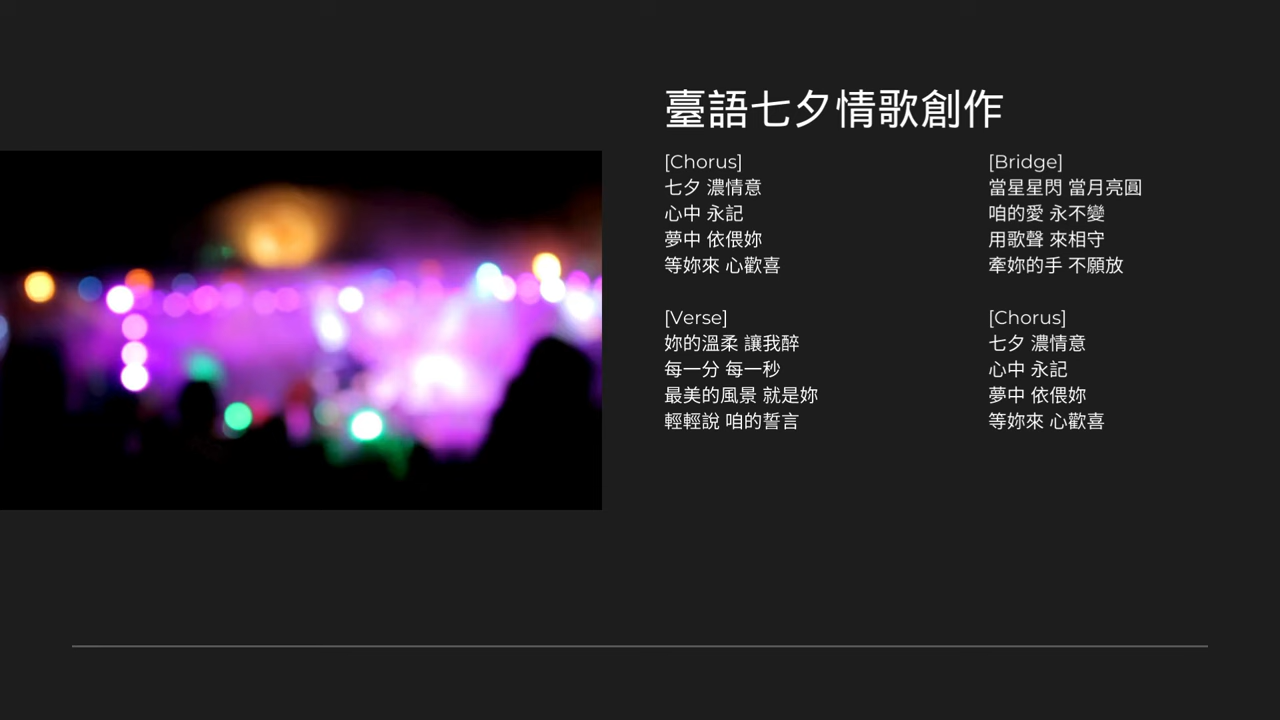 臺語七夕情歌創作
[Chorus]
七夕 濃情意
心中 永記
夢中 依偎妳
等妳來 心歡喜
[Verse]
妳的溫柔 讓我醉
每一分 每一秒
最美的風景 就是妳
輕輕說 咱的誓言
[Bridge]
當星星閃 當月亮圓
咱的愛 永不變
用歌聲 來相守
牽妳的手 不願放
[Chorus]
七夕 濃情意
心中 永記
夢中 依偎妳
等妳來 心歡喜